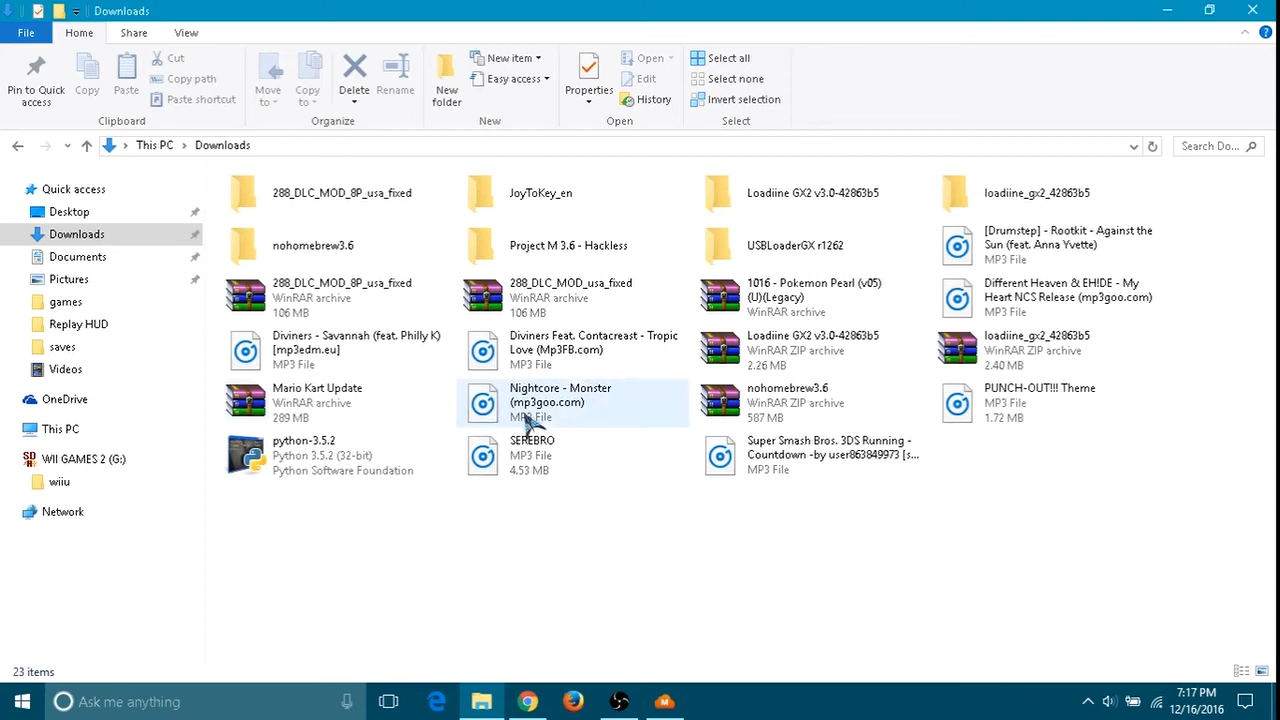 Downloads
File
Home
Share
View
Pin to Quick access
Copy
Paste
Cut
Copy path
Paste shortcut
Clipboard
Move to
Copy to
Delete
Rename
Organize
New folder
New item
Easy access
New
Properties
Open
Edit
History
Open
Select all
Select none
Invert selection
Select
This PC
Downloads
Search Do...
Quick access
Desktop
Downloads
Documents
Pictures
games
Replay HUD
saves
Videos
OneDrive
This PC
WII GAMES 2 (G:)
wiiu
Network
288_DLC_MOD_8P_usa_fixed
JoyToKey_en
Loadiine GX2 v3.0-42863b5
loadiine_gx2_42863b5
nohomebrew3.6
Project M 3.6 - Hackless
USBLoaderGX r1262
[Drumstep] - Rootkit - Against the
Sun (feat. Anna Yvette)
MP3 File
288_DLC_MOD_8P_usa_fixed
WinRAR archive
106 MB
288_DLC_MOD_usa_fixed
WinRAR archive
106 MB
1016 - Pokemon Pearl (v05)
(U)(Legacy)
WinRAR archive
Different Heaven & EH!DE - My
Heart NCS Release (mp3goo.com)
MP3 File
Diviners - Savannah (feat. Philly K)
[mp3edm.eu]
MP3 File
Diviners Feat. Contacreast - Tropic
Love (Mp3FB.com)
MP3 File
Loadiine GX2 v3.0-42863b5
WinRAR ZIP archive
2.26 MB
loadiine_gx2_42863b5
WinRAR ZIP archive
2.40 MB
Mario Kart Update
WinRAR archive
289 MB
Nightcore - Monster
(mp3goo.com)
MP3 File
nohomebrew3.6
WinRAR ZIP archive
587 MB
PUNCH-OUT!!! Theme
MP3 File
1.72 MB
python-3.5.2
Python 3.5.2 (32-bit)
Python Software Foundation
SEREBRO
MP3 File
4.53 MB
Super Smash Bros. 3DS Running -
Countdown -by user863849973 [s...
MP3 File
23 items
Ask me anything
7:17 PM
12/16/2016